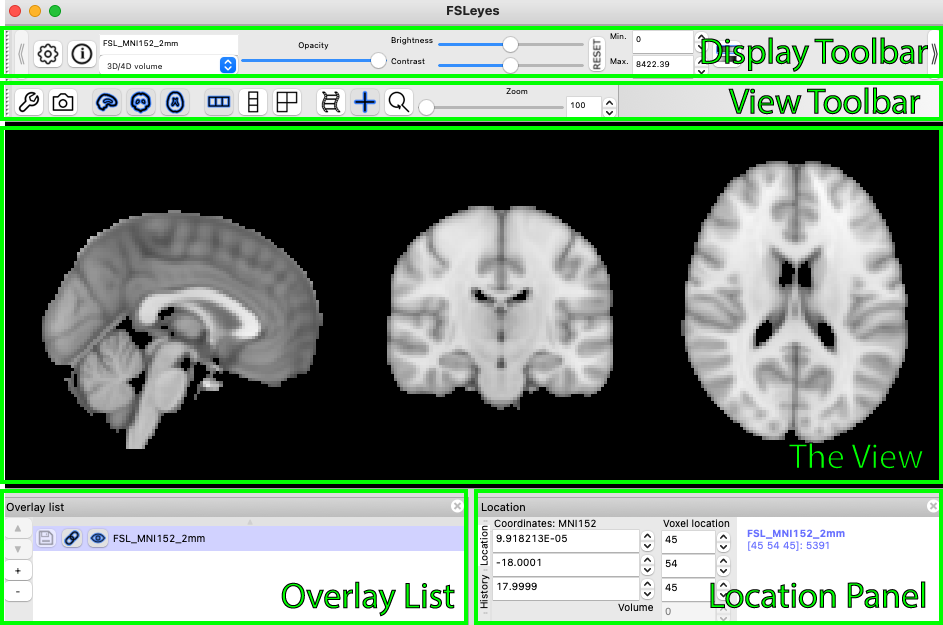 FSLeyes
FSL_MNI152_2mm
3D/4D volume
Opacity
Brightness
Contrast
RESET
Min.
0
Max.
8422.39
Display Toolbar
Zoom
100
View Toolbar
The View
Overlay list
FSL_MNI152_2mm
+
-
Overlay List
Location
History
Location
Coordinates: MNI152
Voxel location
9.918213E-05
45
-18.0001
54
17.9999
45
Volume
0
FSL_MNI152_2mm
[45 54 45]: 5391
Location Panel